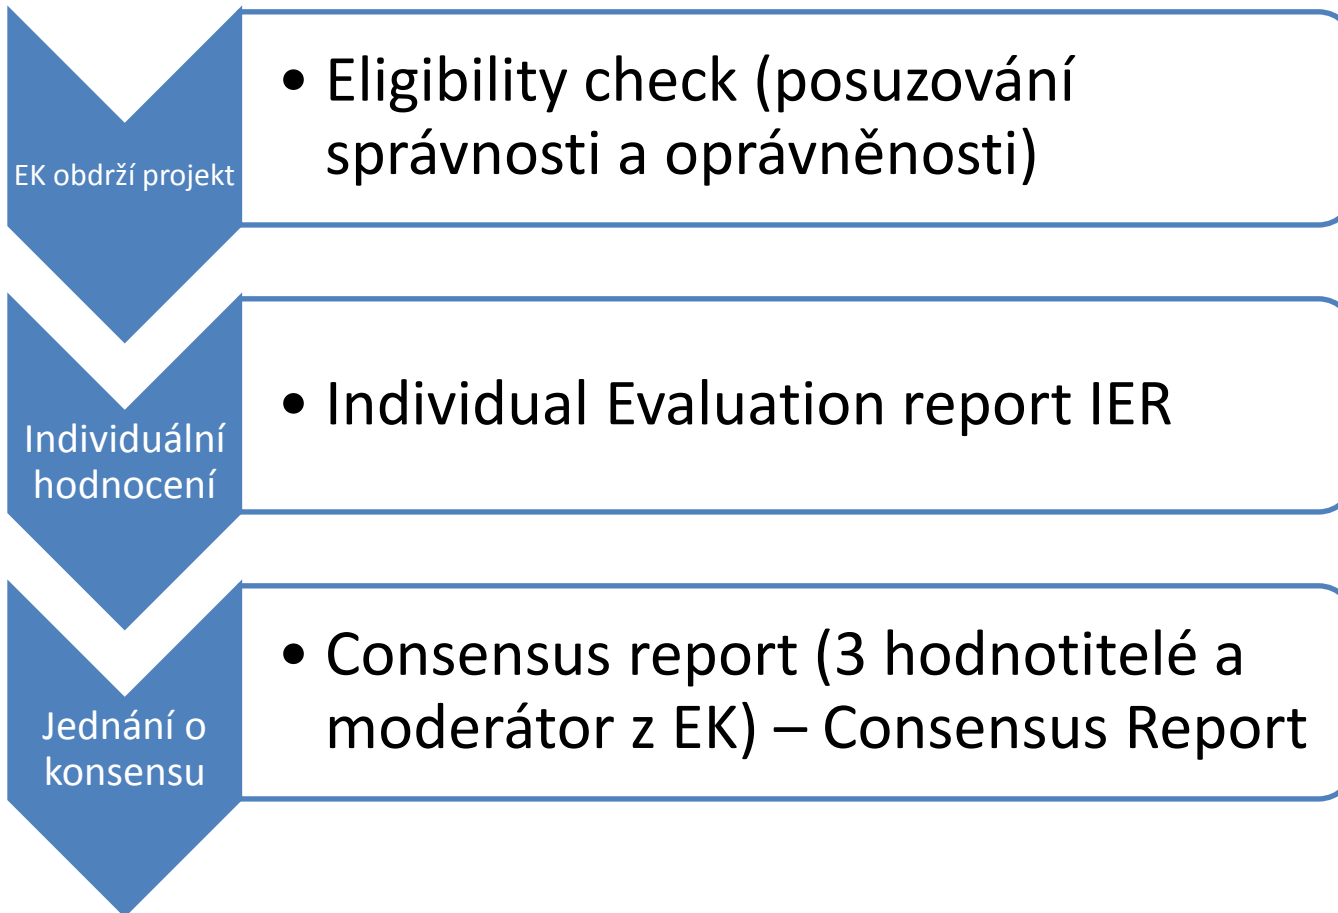 EK obdrží projekt
• Eligibility check (posuzování
správnosti a oprávněnosti)
Individuální
hodnocení
• Individual Evaluation report IER
Jednání o
konsensu
• Consensus report (3 hodnotitelé a
moderátor z EK) – Consensus Report